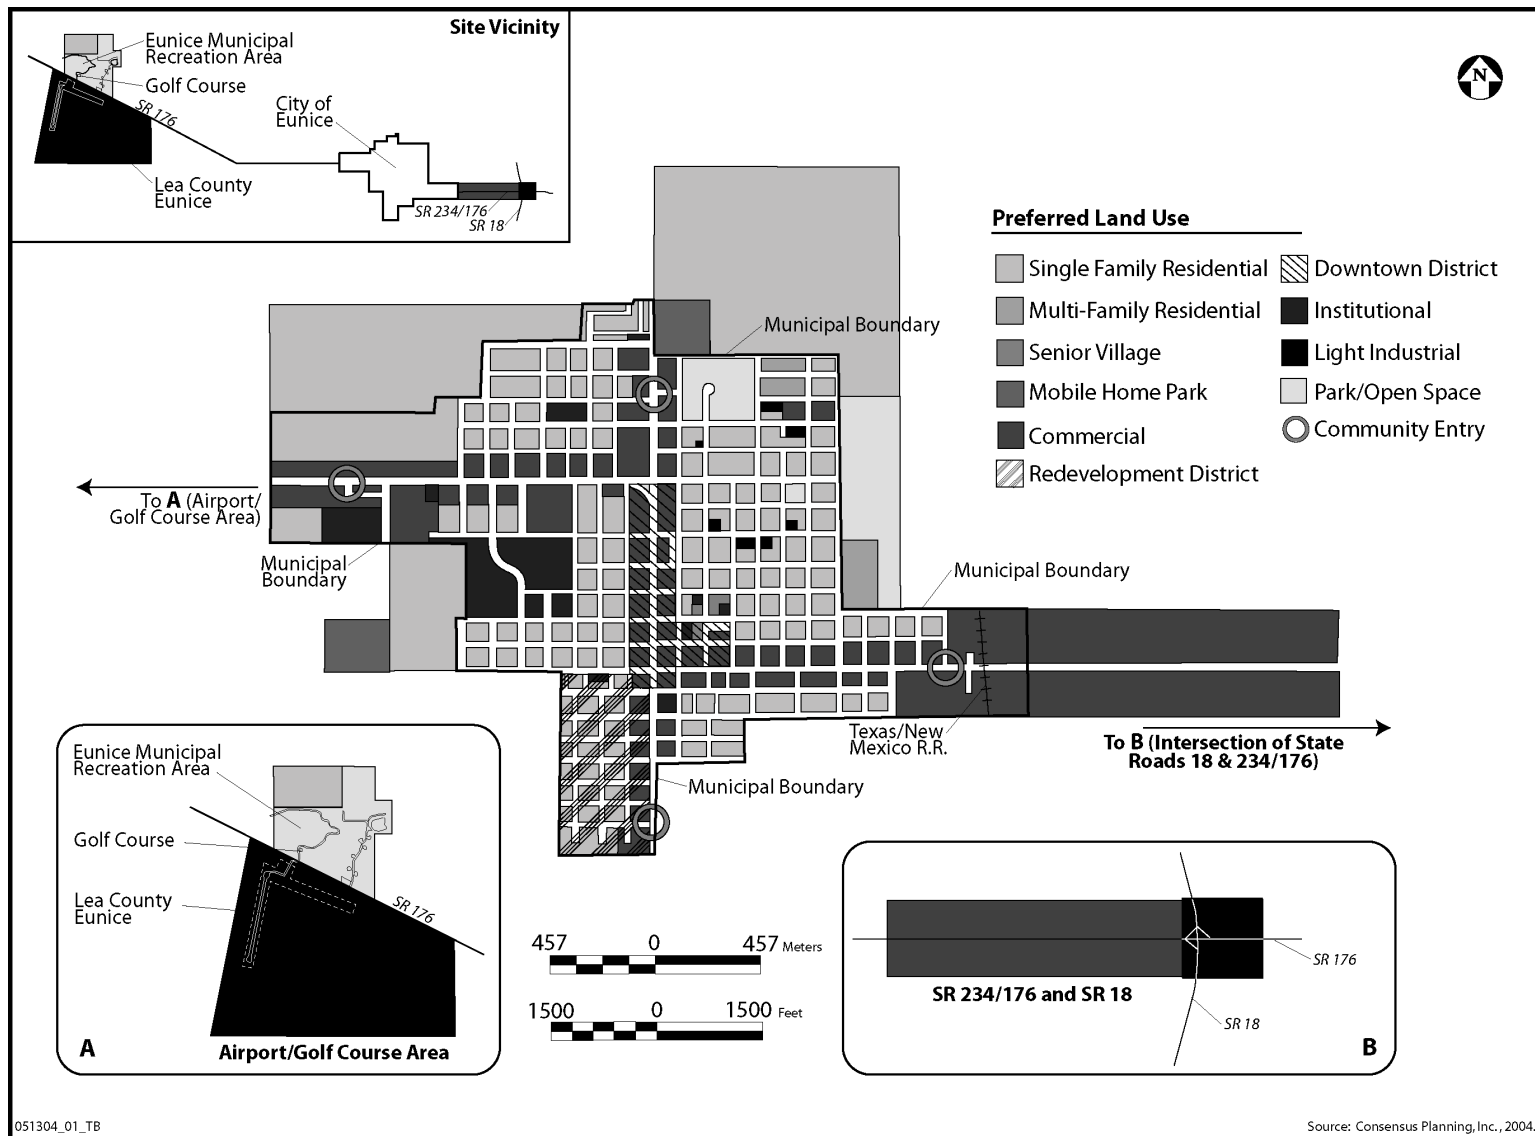 Site Vicinity
Eunice Municipal
Recreation Area
Golf Course
SR 176
City of
Eunice
Lea County
Eunice
SR 234/176
SR 18
N
Preferred Land Use
Single Family Residential
Multi-Family Residential
Senior Village
Mobile Home Park
Commercial
Redevelopment District
Downtown District
Institutional
Light Industrial
Park/Open Space
Community Entry
Municipal Boundary
To A (Airport/
Golf Course Area)
Municipal
Boundary
Municipal Boundary
Texas/New
Mexico R.R.
To B (Intersection of State
Roads 18 & 234/176)
Municipal Boundary
Eunice Municipal
Recreation Area
Golf Course
Lea County
Eunice
SR 176
A
Airport/Golf Course Area
457 0 457 Meters
1500 0 1500 Feet
SR 234/176 and SR 18
SR 176
SR 18
B
051304_01_TB
Source: Consensus Planning, Inc., 2004.